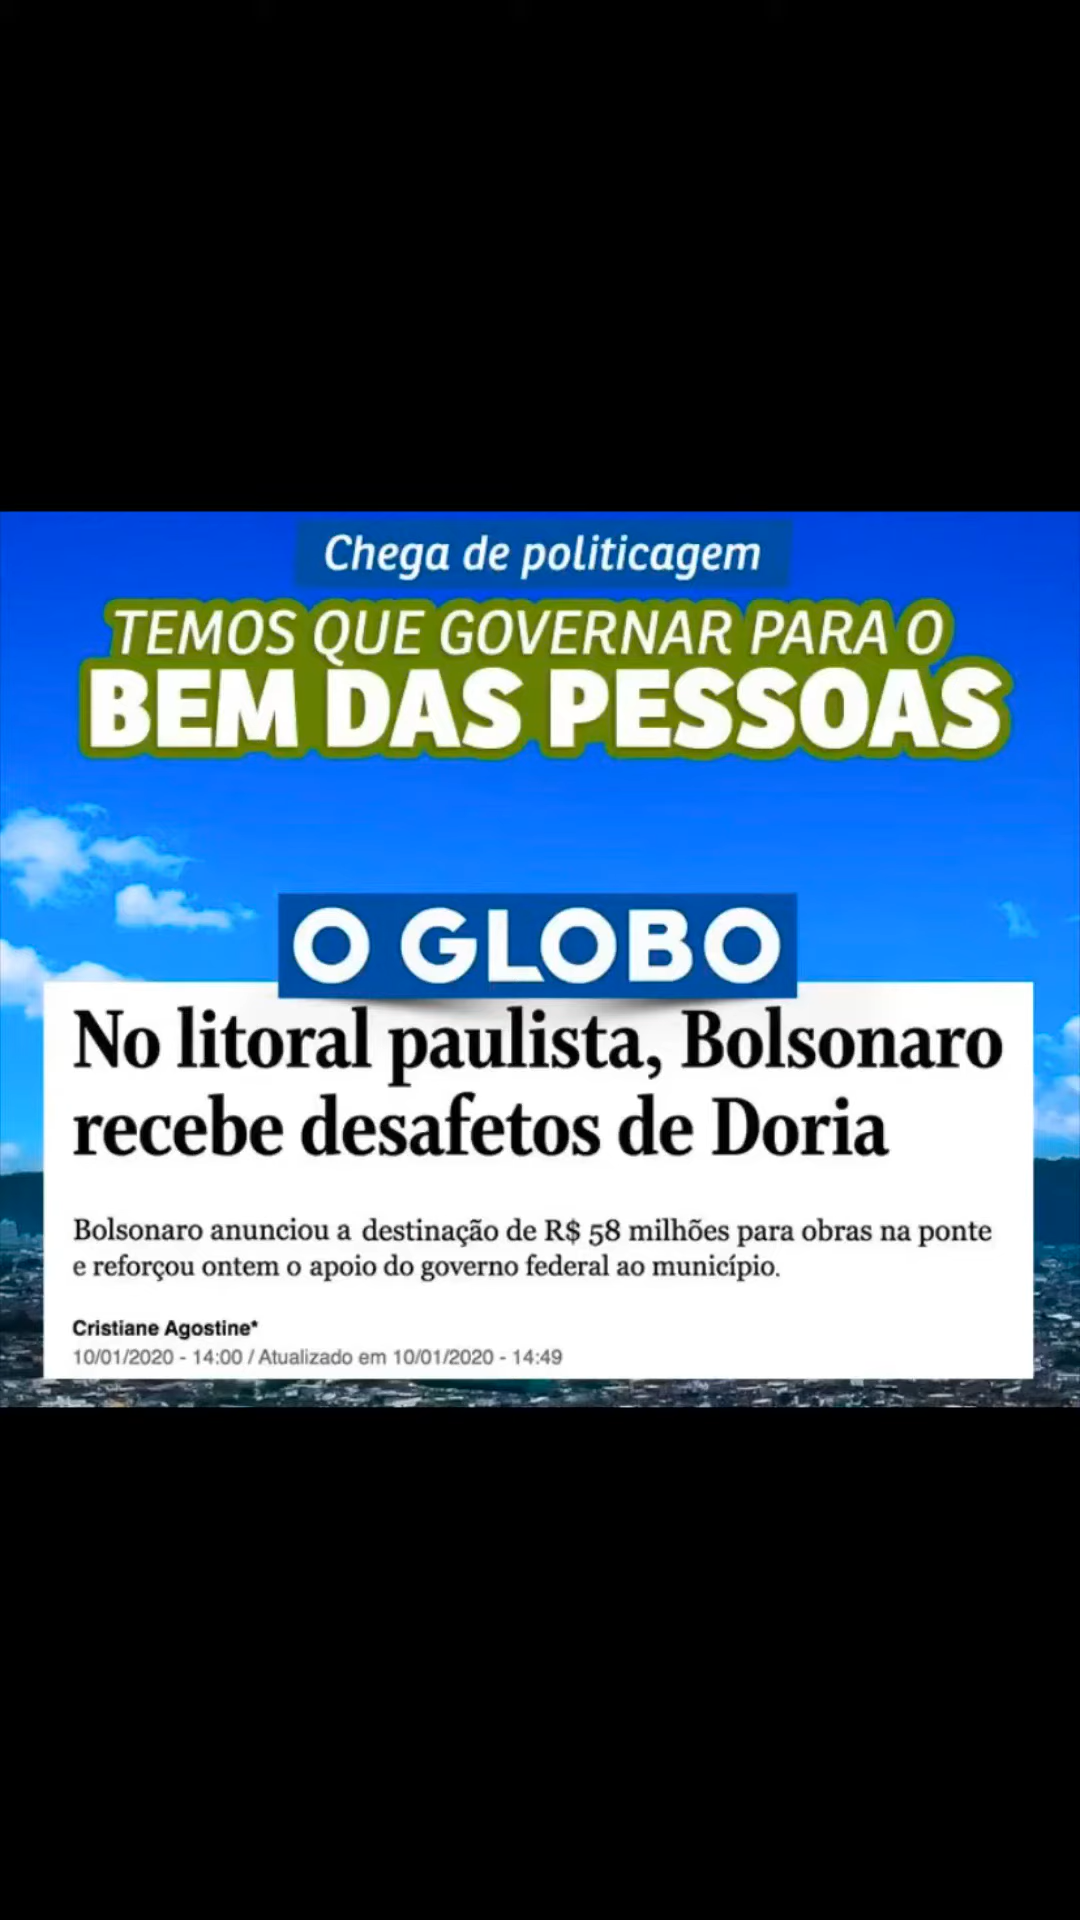 Chega de politicagem
TEMOS QUE GOVERNAR PARA O
BEM DAS PESSOAS
O GLOBO
No litoral paulista, Bolsonaro
recebe desafetos de Doria
Bolsonaro anunciou a destinação de R$ 58 milhões para obras na ponte
e reforçou ontem o apoio do governo federal ao município.
Cristiane Agostine*
10/01/2020 - 14:00 / Atualizado em 10/01/2020 - 14:49